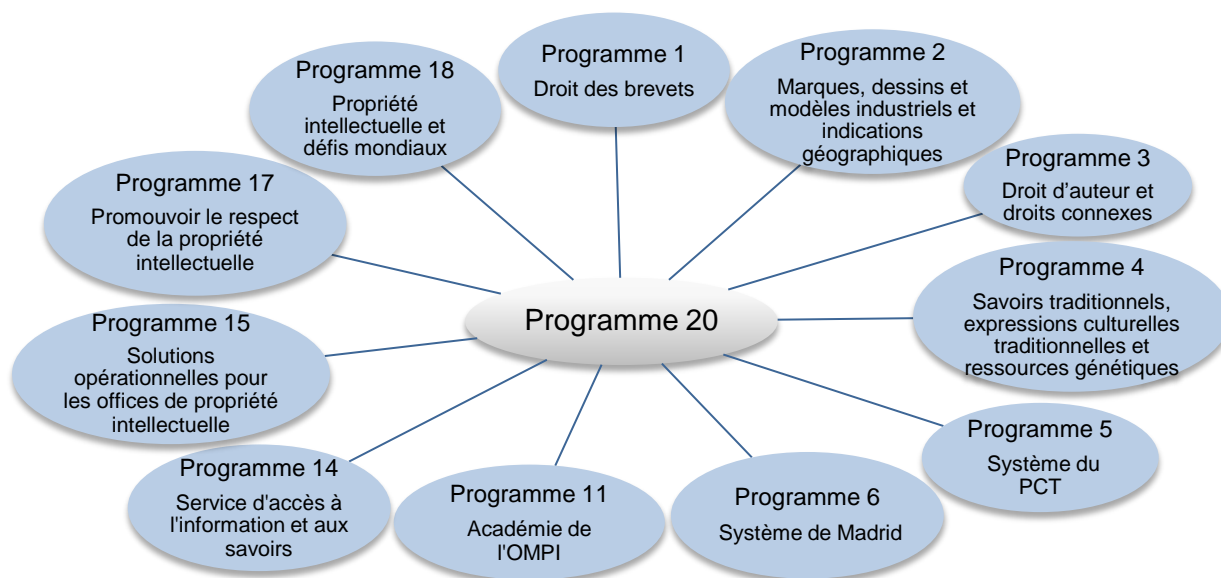 Programme 1
Droit des brevets
Programme 2
Marques, dessins et
modèles industriels et
indications
géographiques
Programme 3
Droit d’auteur et
droits connexes
Programme 4
Savoirs traditionnels,
expressions culturelles
traditionnelles et
ressources génétiques
Programme 5
Système du
PCT
Programme 6
Système de Madrid
Programme 11
Académie de
l'OMPI
Programme 14
Service d'accès à
l'information et aux
savoirs
Programme 15
Solutions
opérationnelles pour
les offices de propriété
intellectuelle
Programme 17
Promouvoir le respect
de la propriété
intellectuelle
Programme 18
Propriété
intellectuelle et
défis mondiaux
Programme 20